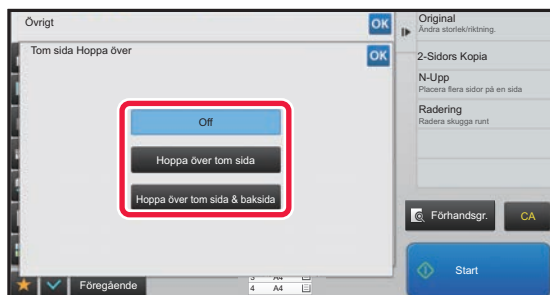 Övrigt
OK
Tom sida Hoppa över
OK
Off
Hoppa över tom sida
Hoppa över tom sida & baksida
Föregående
3 A4
4 A4
Original
Ändra storlek/riktning.
2-Sidors Kopia
N-Upp
Placera flera sidor på en sida
Radering
Radera skugga runt
Förhandsgr.
CA
Start